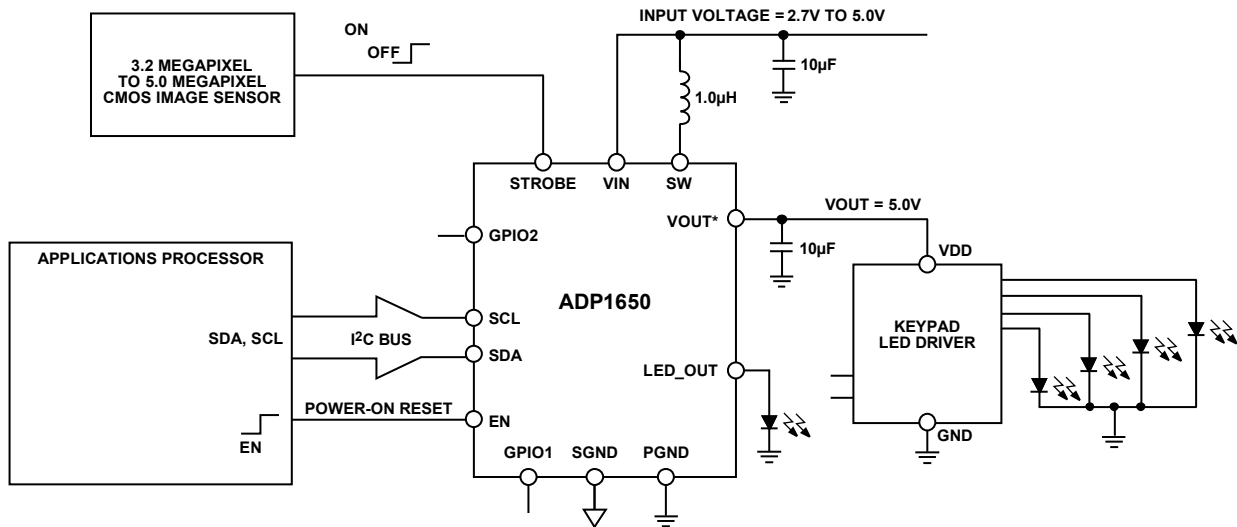 INPUT VOLTAGE = 2.7V TO 5.0V
ON
OFF
3.2 MEGAPIXEL
TO 5.0 MEGAPIXEL
CMOS IMAGE SENSOR
10µF
1.0µH
STROBE
VIN
SW
VOUT*
VOUT = 5.0V
GPIO2
10µF
VDD
APPLICATIONS PROCESSOR
ADP1650
SCL
SDA, SCL
I2C BUS
KEYPAD
LED DRIVER
SDA
LED_OUT
POWER-ON RESET
EN
EN
GND
GPIO1
SGND
PGND